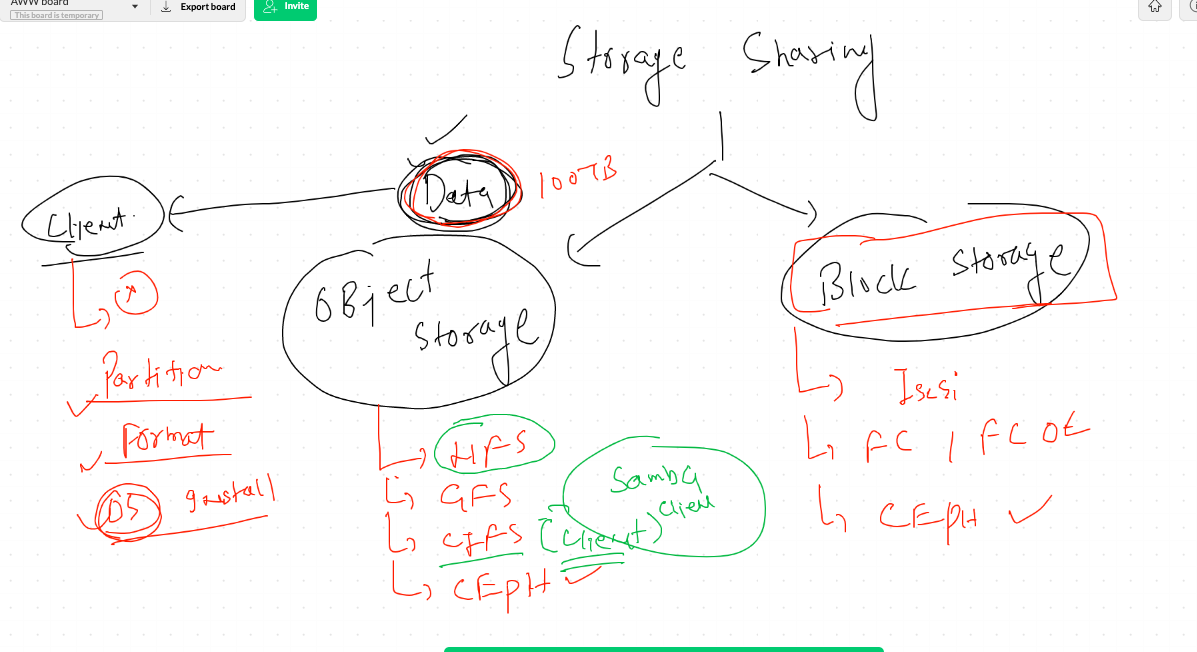 AWW board
This board is temporary
Export board
Invite
Storage Sharing
Data
100TB
Client
Object
Storage
Block Storage
Partition
Format
OS install
NFS
GFS
CIFS (Client)
CEPH
Samba
Client
Iscsi
FC / FCOE
CEPH